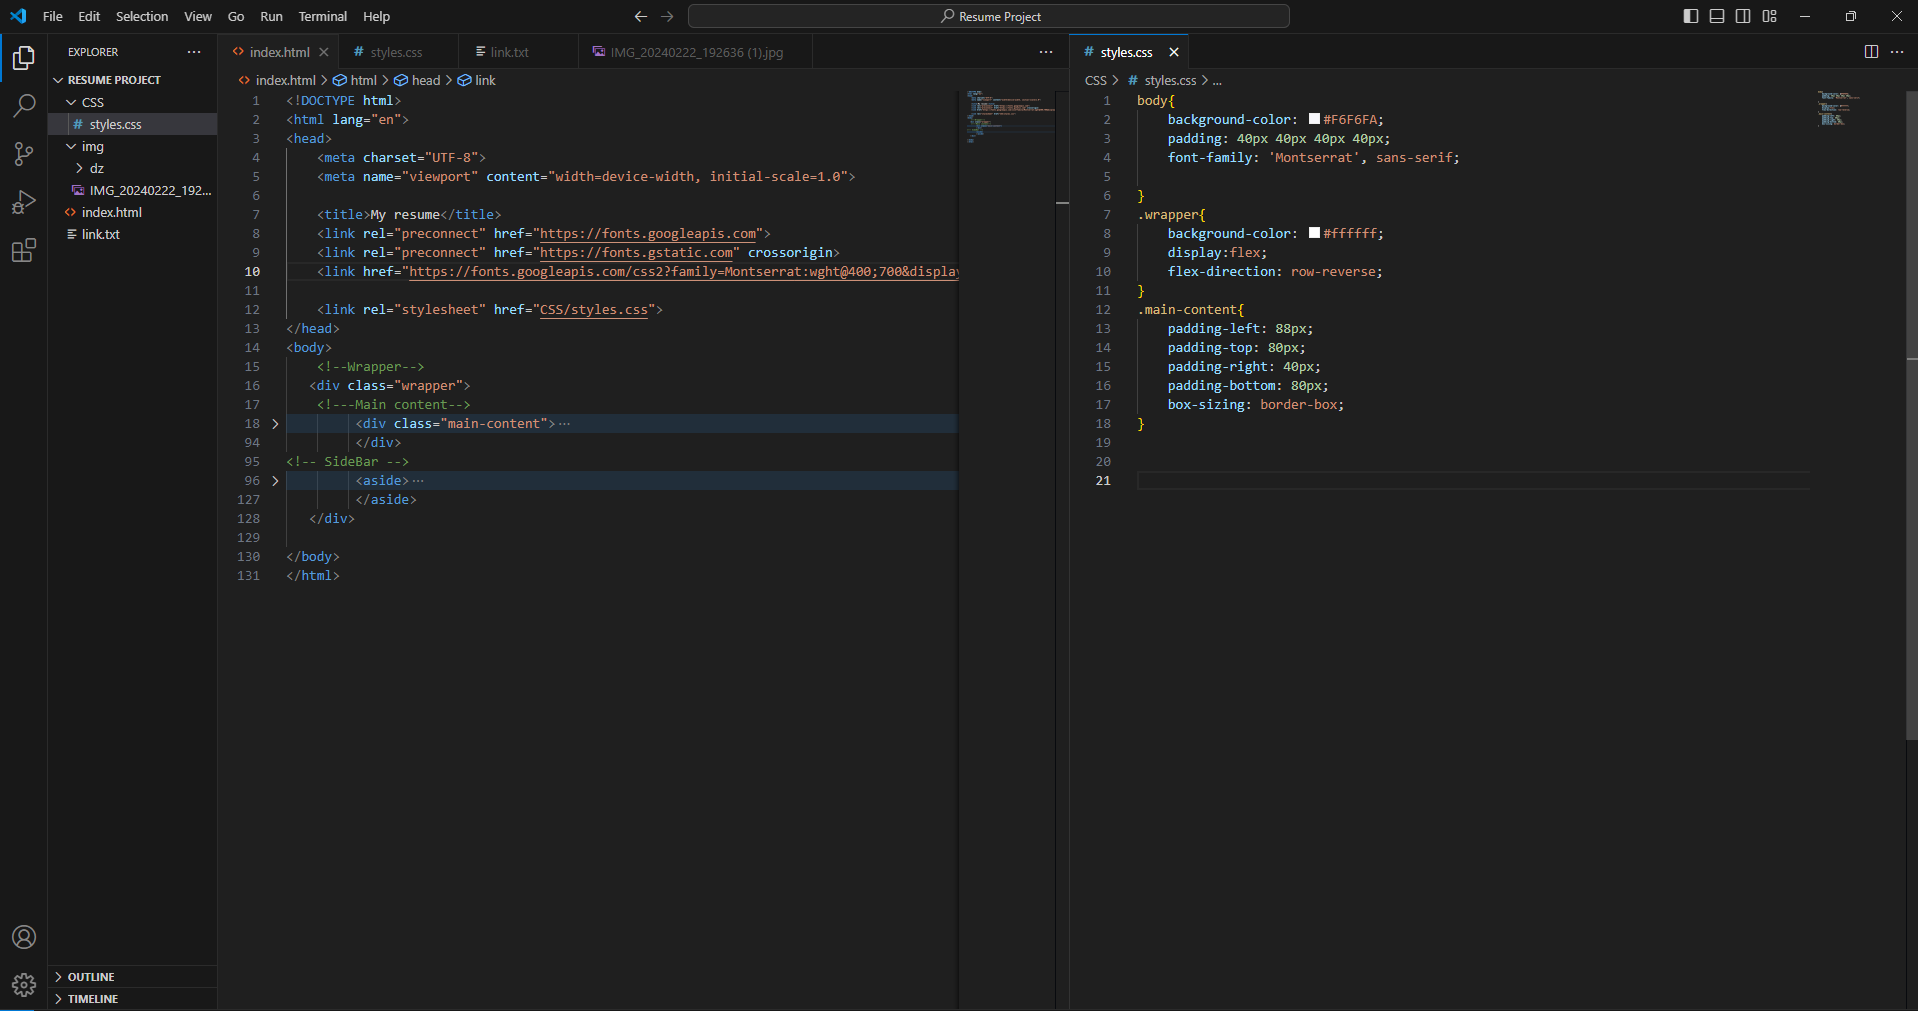 File Edit Selection View Go Run Terminal Help
Resume Project
EXPLORER
RESUME PROJECT
CSS
styles.css
img
dz
IMG_20240222_192...
index.html
link.txt
OUTLINE
TIMELINE
index.html styles.css link.txt IMG_20240222_192636 (1).jpg
index.html > html > head > link
1 <!DOCTYPE html>
2 <html lang="en">
3 <head>
4 <meta charset="UTF-8">
5 <meta name="viewport" content="width=device-width, initial-scale=1.0">
6
7 <title>My resume</title>
8 <link rel="preconnect" href="https://fonts.googleapis.com">
9 <link rel="preconnect" href="https://fonts.gstatic.com" crossorigin>
10 <link href="https://fonts.googleapis.com/css2?family=Montserrat:wght@400;700&display
11
12 <link rel="stylesheet" href="CSS/styles.css">
13 </head>
14 <body>
15 <!--Wrapper-->
16 <div class="wrapper">
17 <!---Main content-->
18 <div class="main-content">···
94 </div>
95 <!-- SideBar -->
96 <aside>···
127 </aside>
128 </div>
129
130 </body>
131 </html>
styles.css
CSS > styles.css > ...
1 body{
2 background-color: #F6F6FA;
3 padding: 40px 40px 40px 40px;
4 font-family: 'Montserrat', sans-serif;
5
6 }
7 .wrapper{
8 background-color: #ffffff;
9 display:flex;
10 flex-direction: row-reverse;
11 }
12 .main-content{
13 padding-left: 88px;
14 padding-top: 80px;
15 padding-right: 40px;
16 padding-bottom: 80px;
17 box-sizing: border-box;
18 }
19
20
21